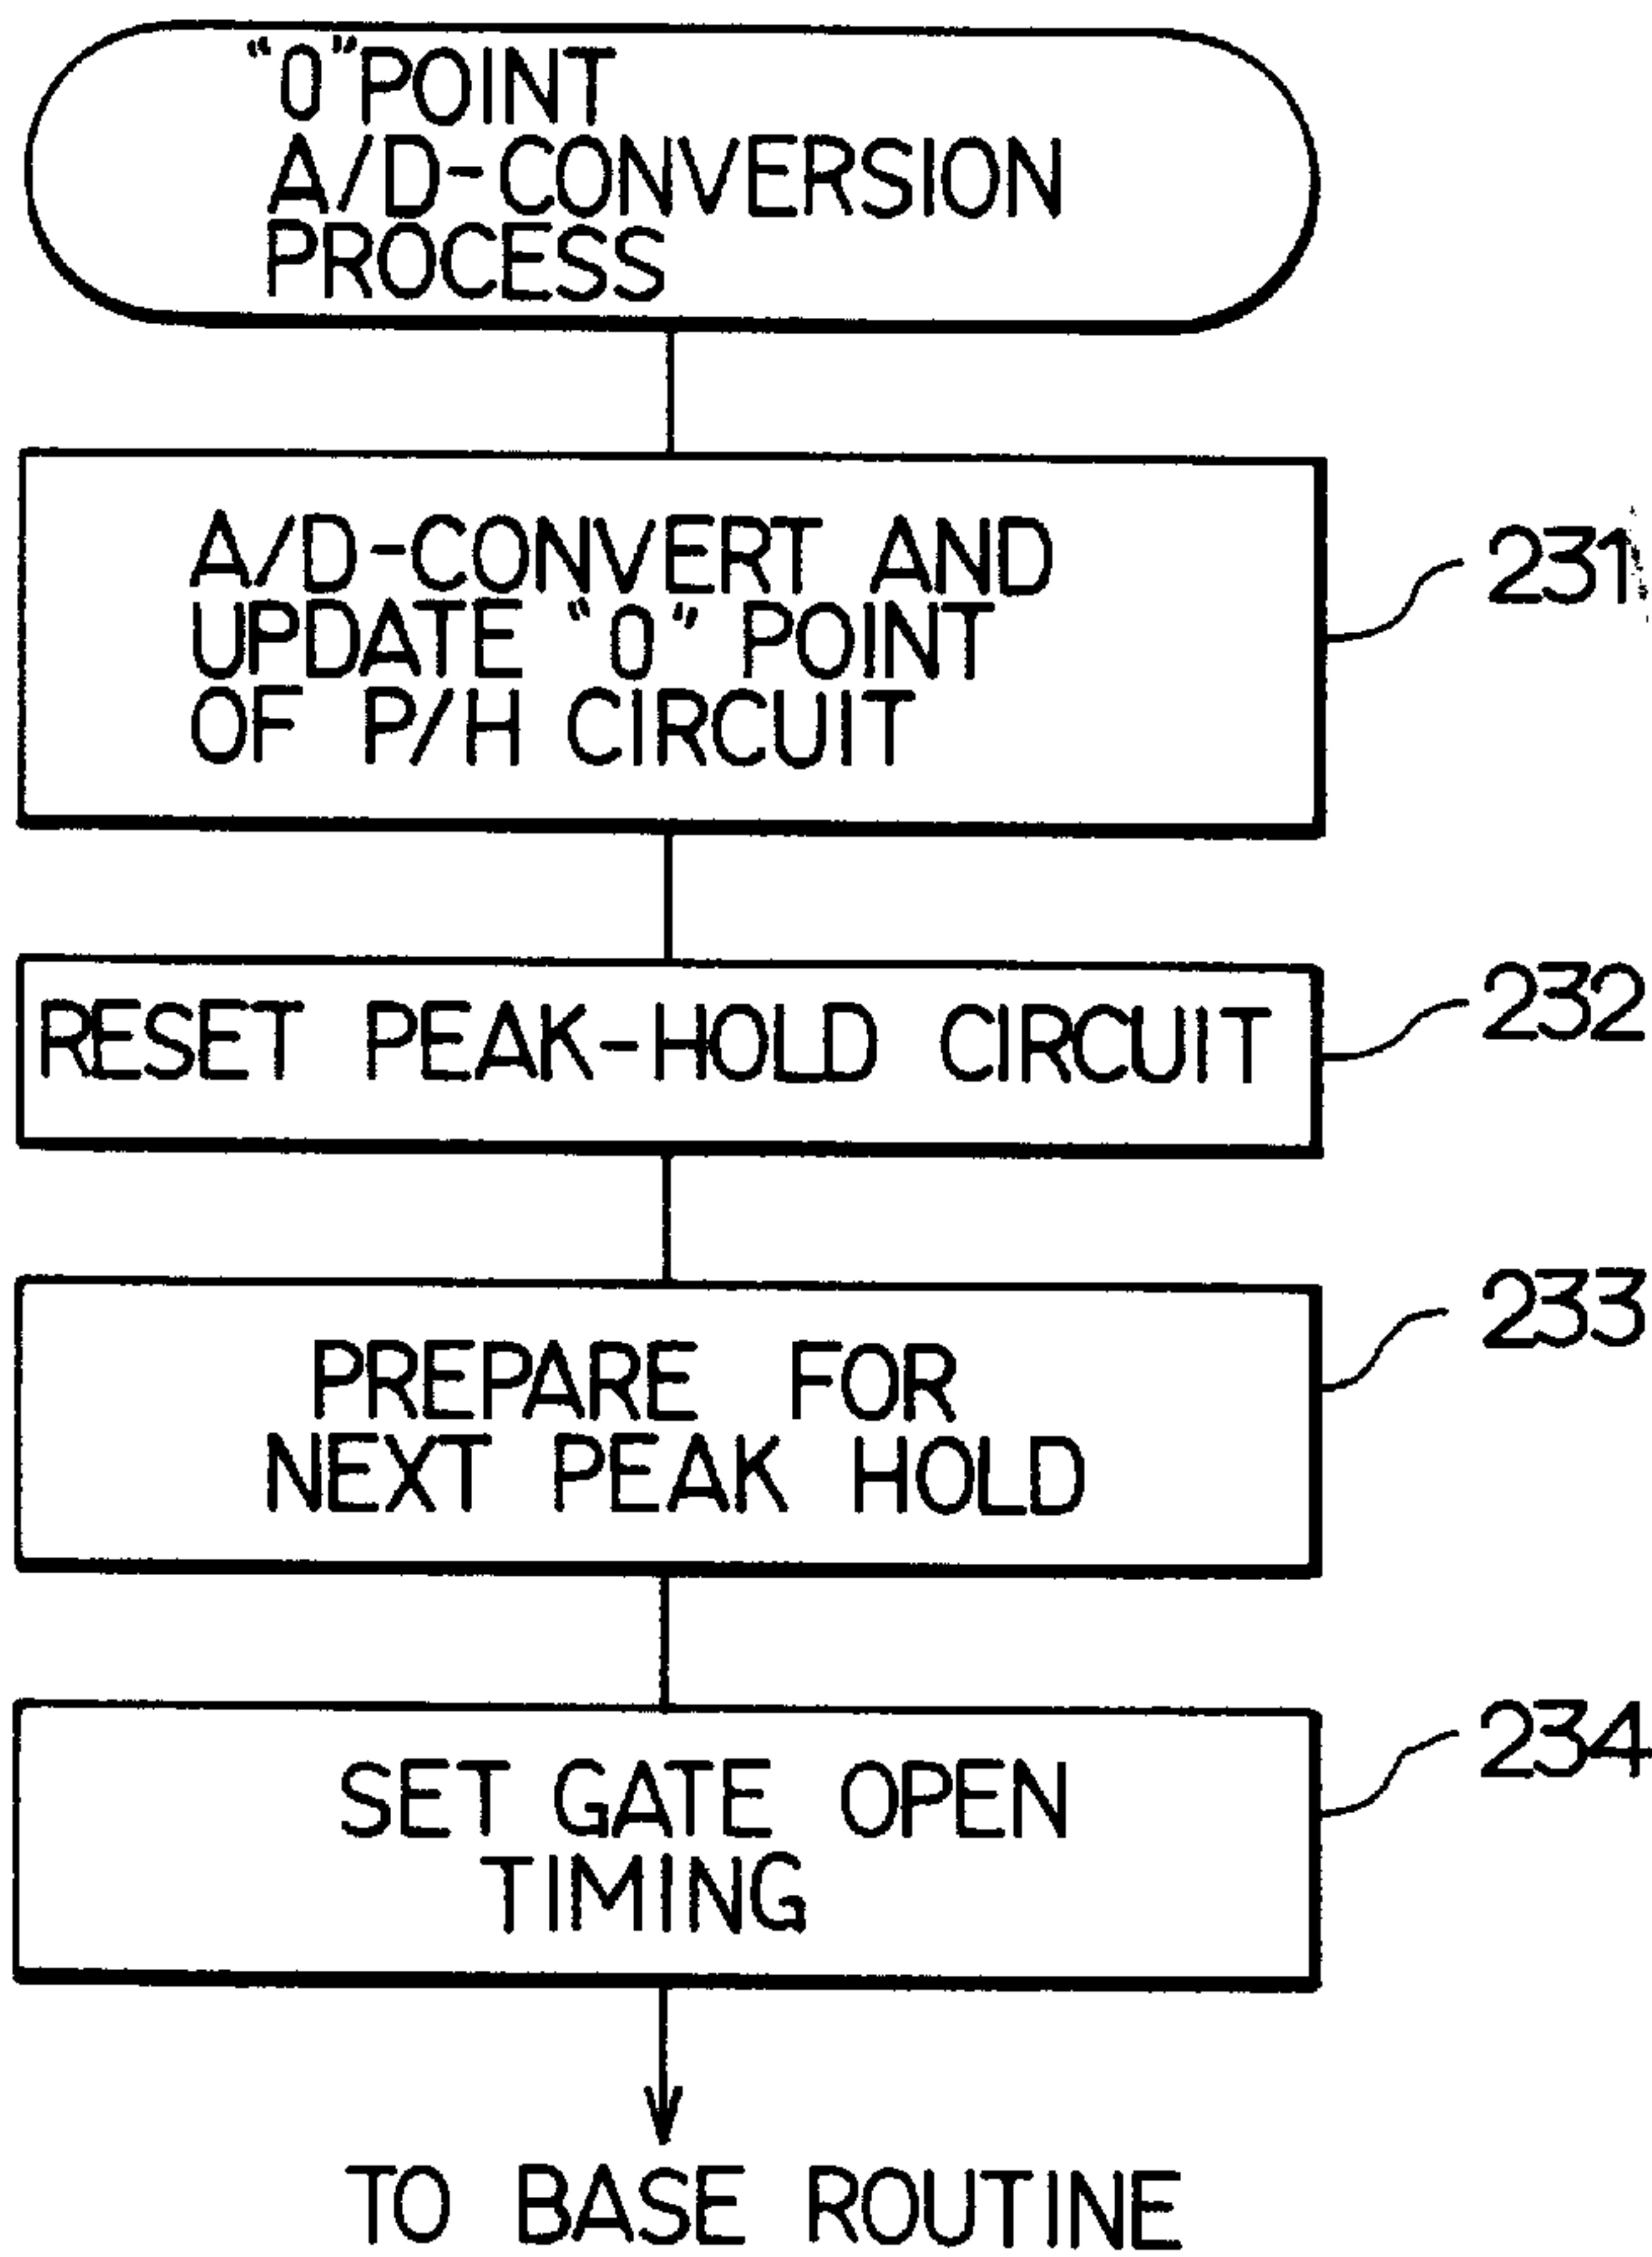 "0" POINT
A/D-CONVERSION
PROCESS
A/D-CONVERT AND
UPDATE "0" POINT
OF P/H CIRCUIT
231
RESET PEAK-HOLD CIRCUIT
232
PREPARE FOR
NEXT PEAK HOLD
233
SET GATE OPEN
TIMING
234
TO BASE ROUTINE